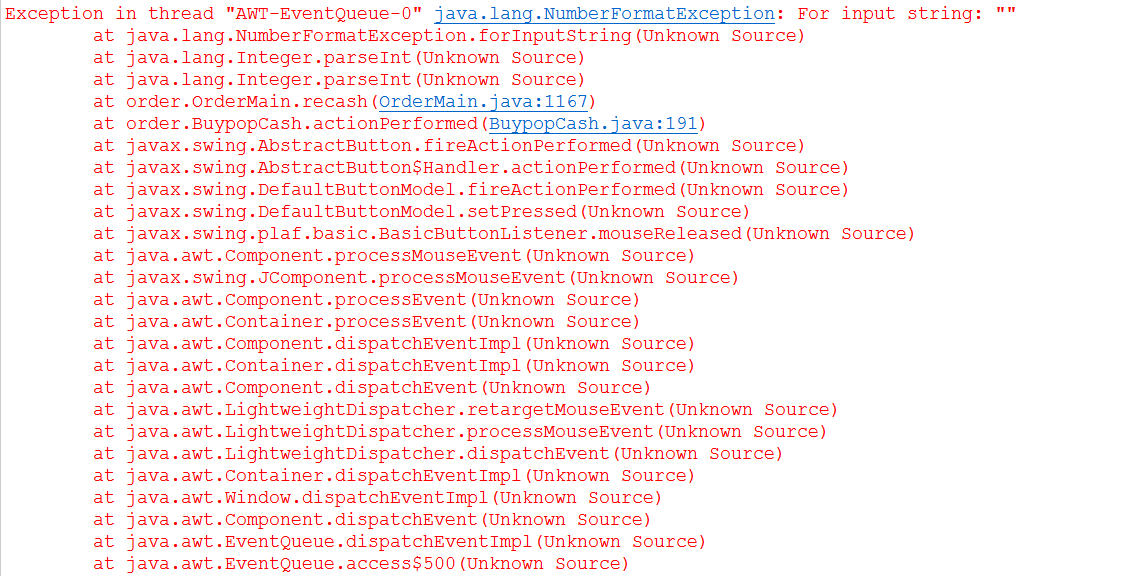 Exception in thread "AWT-EventQueue-0" java.lang.NumberFormatException: For input string: ""
at java.lang.NumberFormatException.forInputString(Unknown Source)
at java.lang.Integer.parseInt(Unknown Source)
at java.lang.Integer.parseInt(Unknown Source)
at order.OrderMain.recash(OrderMain.java:1167)
at order.BuypopCash.actionPerformed(BuypopCash.java:191)
at javax.swing.AbstractButton.fireActionPerformed(Unknown Source)
at javax.swing.AbstractButton$Handler.actionPerformed(Unknown Source)
at javax.swing.DefaultButtonModel.fireActionPerformed(Unknown Source)
at javax.swing.DefaultButtonModel.setPressed(Unknown Source)
at javax.swing.plaf.basic.BasicButtonListener.mouseReleased(Unknown Source)
at java.awt.Component.processMouseEvent(Unknown Source)
at javax.swing.JComponent.processMouseEvent(Unknown Source)
at java.awt.Component.processEvent(Unknown Source)
at java.awt.Container.processEvent(Unknown Source)
at java.awt.Component.dispatchEventImpl(Unknown Source)
at java.awt.Container.dispatchEventImpl(Unknown Source)
at java.awt.Component.dispatchEvent(Unknown Source)
at java.awt.LightweightDispatcher.retargetMouseEvent(Unknown Source)
at java.awt.LightweightDispatcher.processMouseEvent(Unknown Source)
at java.awt.LightweightDispatcher.dispatchEvent(Unknown Source)
at java.awt.Container.dispatchEventImpl(Unknown Source)
at java.awt.Window.dispatchEventImpl(Unknown Source)
at java.awt.Component.dispatchEvent(Unknown Source)
at java.awt.EventQueue.dispatchEventImpl(Unknown Source)
at java.awt.EventQueue.access$500(Unknown Source)